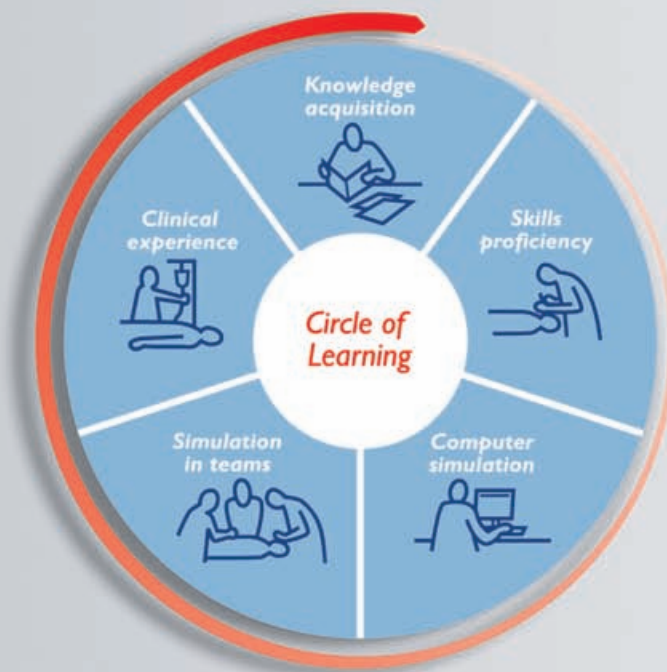 Knowledge
acquisition
Skills
proficiency
Computer
simulation
Simulation
in teams
Clinical
experience
Circle of
Learning